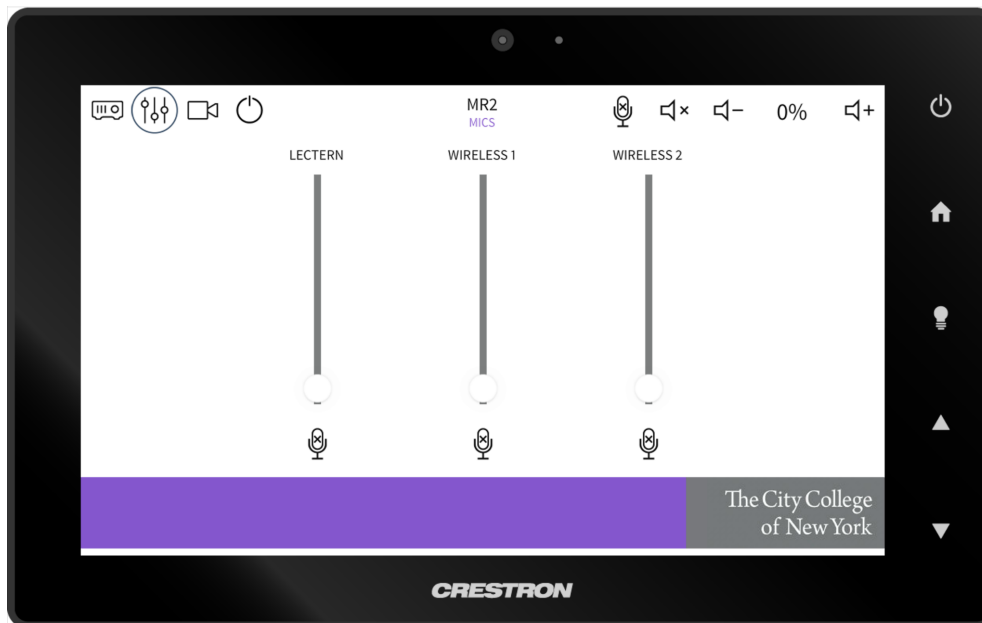 MR2
MICS
0%
LECTERN
WIRELESS 1
WIRELESS 2
The City College
of New York
CRESTRON